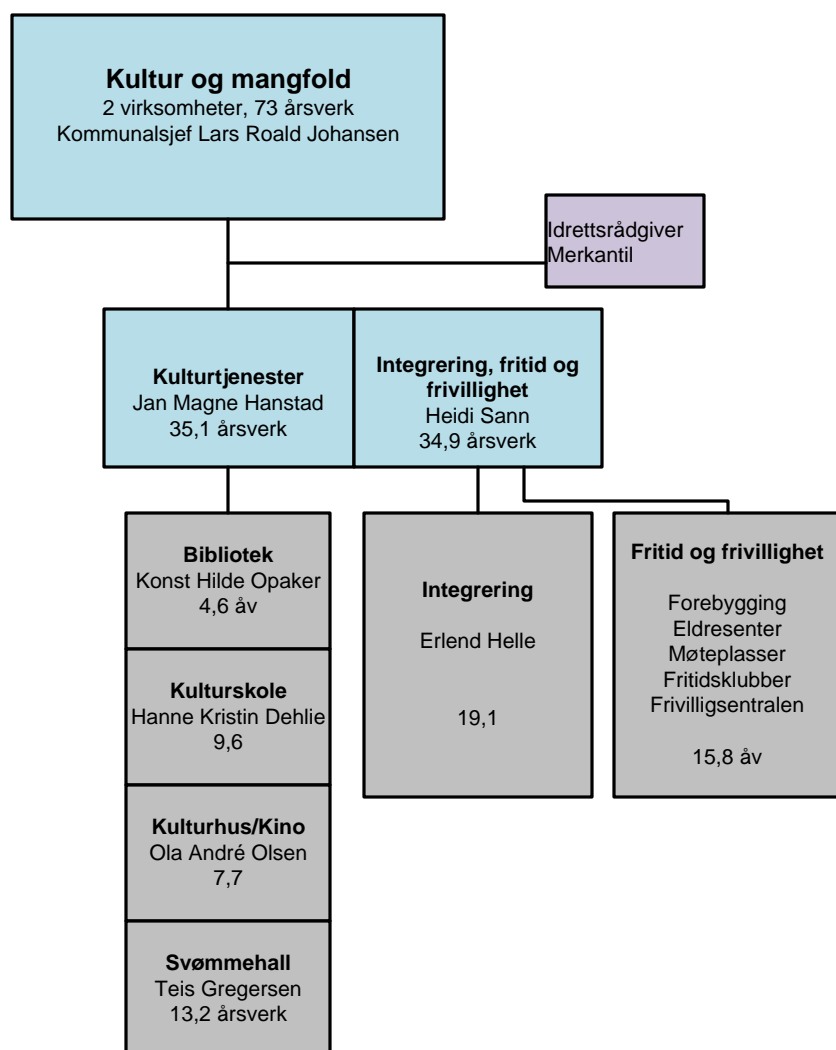 Kultur og mangfold
2 virksomheter, 73 årsverk
Kommunalsjef Lars Roald Johansen
Idrettsrådgiver
Merkantil
Kulturtjenester
Jan Magne Hanstad
35,1 årsverk
Integrering, fritid og
frivillighet
Heidi Sann
34,9 årsverk
Bibliotek
Konst Hilde Opaker
4,6 åv
Kulturskole
Hanne Kristin Dehlie
9,6
Kulturhus/Kino
Ola André Olsen
7,7
Svømmehall
Teis Gregersen
13,2 årsverk
Integrering
Erlend Helle
19,1
Fritid og frivillighet
Forebygging
Eldresenter
Møteplasser
Fritidsklubber
Frivilligsentralen
15,8 åv